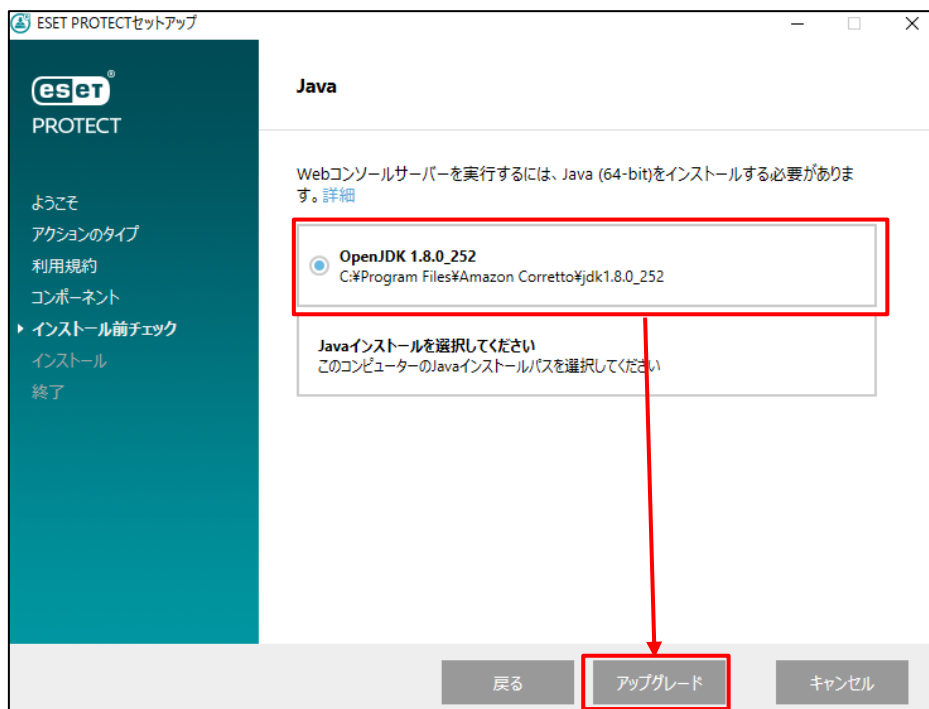 ESET PROTECTセットアップ
eset®
PROTECT
ようこそ
アクションのタイプ
利用規約
コンポーネント
インストール前チェック
インストール
終了
Java
Webコンソールサーバーを実行するには、Java (64-bit)をインストールする必要がありま
す。詳細
OpenJDK 1.8.0_252
C:¥Program Files¥Amazon Corretto¥jdk1.8.0_252
Javaインストールを選択してください
このコンピューターのJavaインストールパスを選択してください
戻る
アップグレード
キャンセル